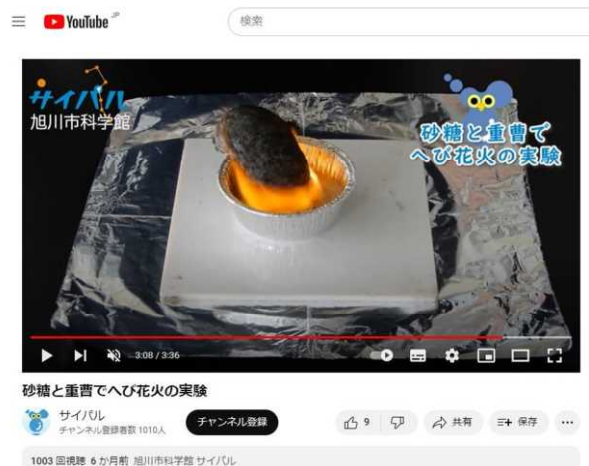 YouTube JP
検索
サイパル
旭川市科学館
砂糖と重曹で
へび花火の実験
3:08 / 3:36
砂糖と重曹でへび花火の実験
サイパル
チャンネル登録者数 1010人
チャンネル登録
9
共有
保存
1003 回視聴 6 か月前 旭川市科学館 サイパル